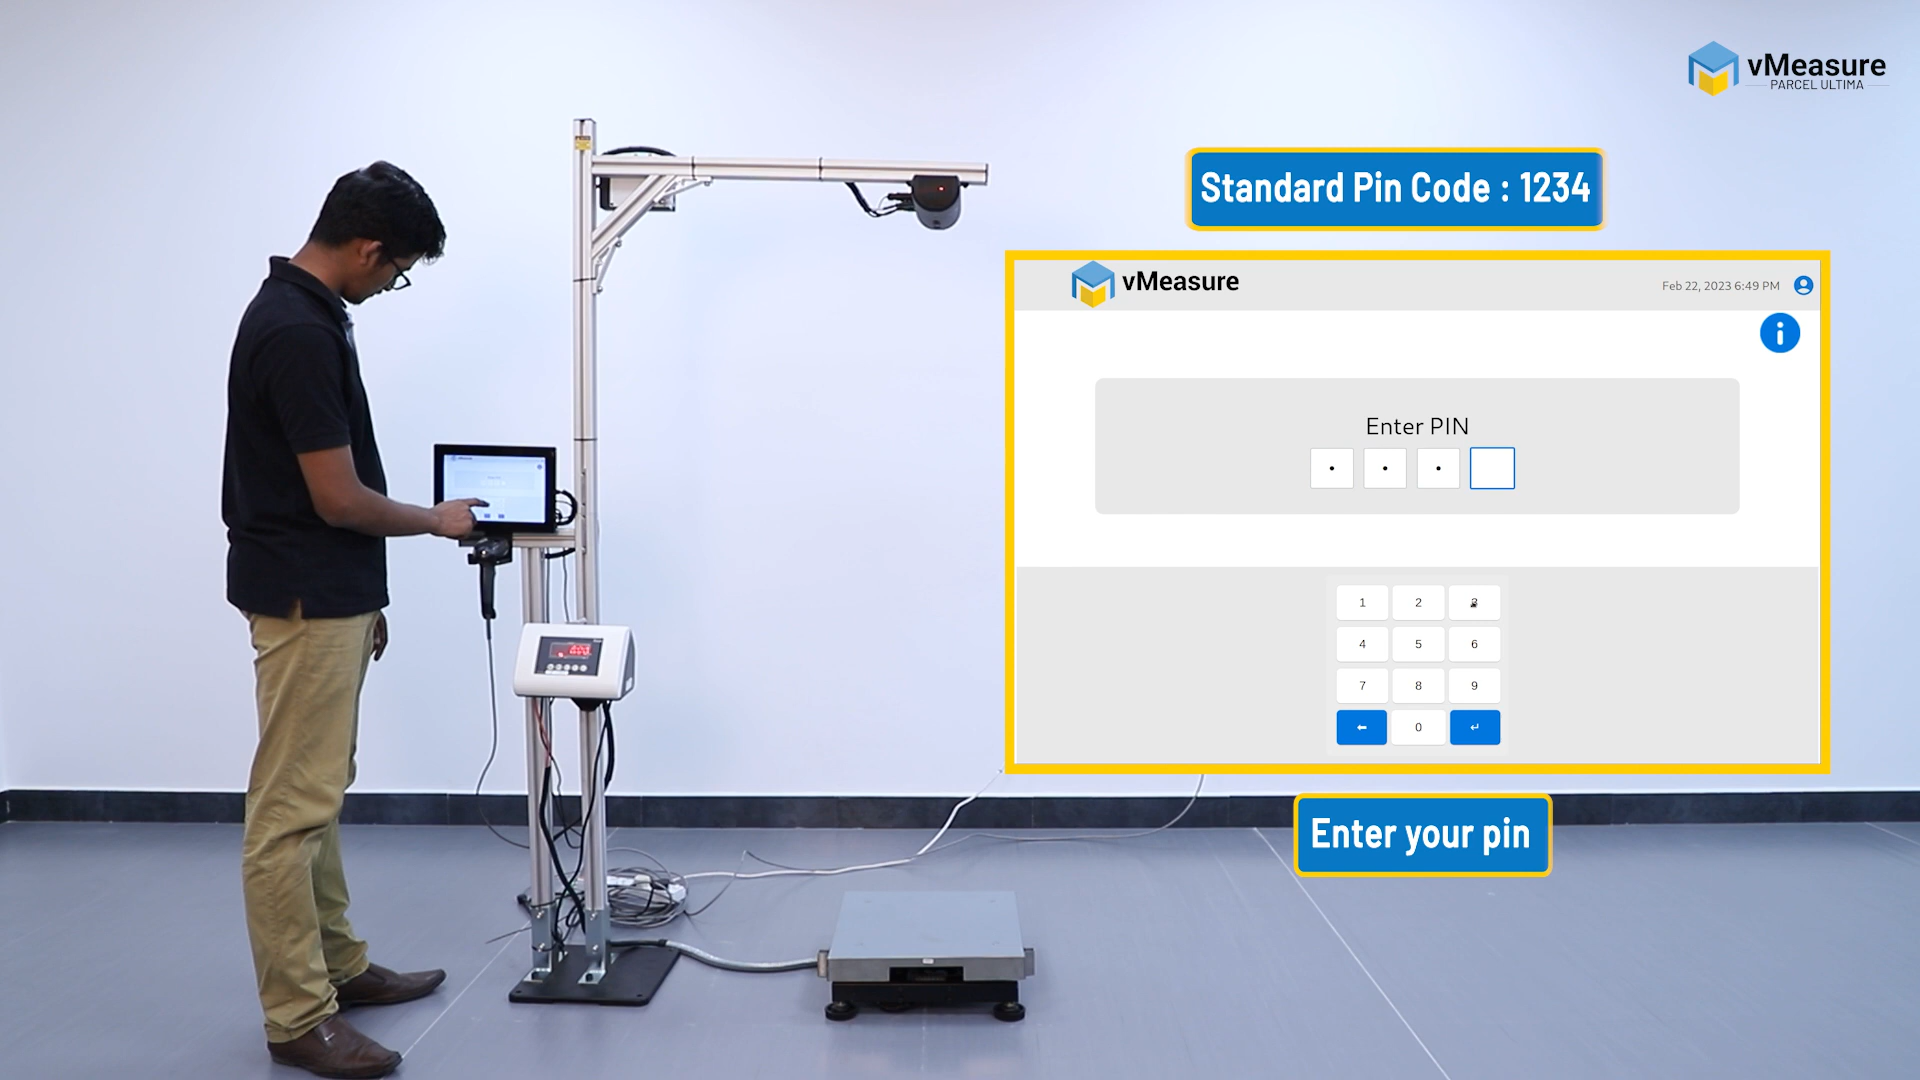 vMeasure
PARCEL ULTIMA
Standard Pin Code : 1234
vMeasure
Feb 22, 2023 6:49 PM
i
Enter PIN
1 2 3
4 5 6
7 8 9
0
Enter your pin